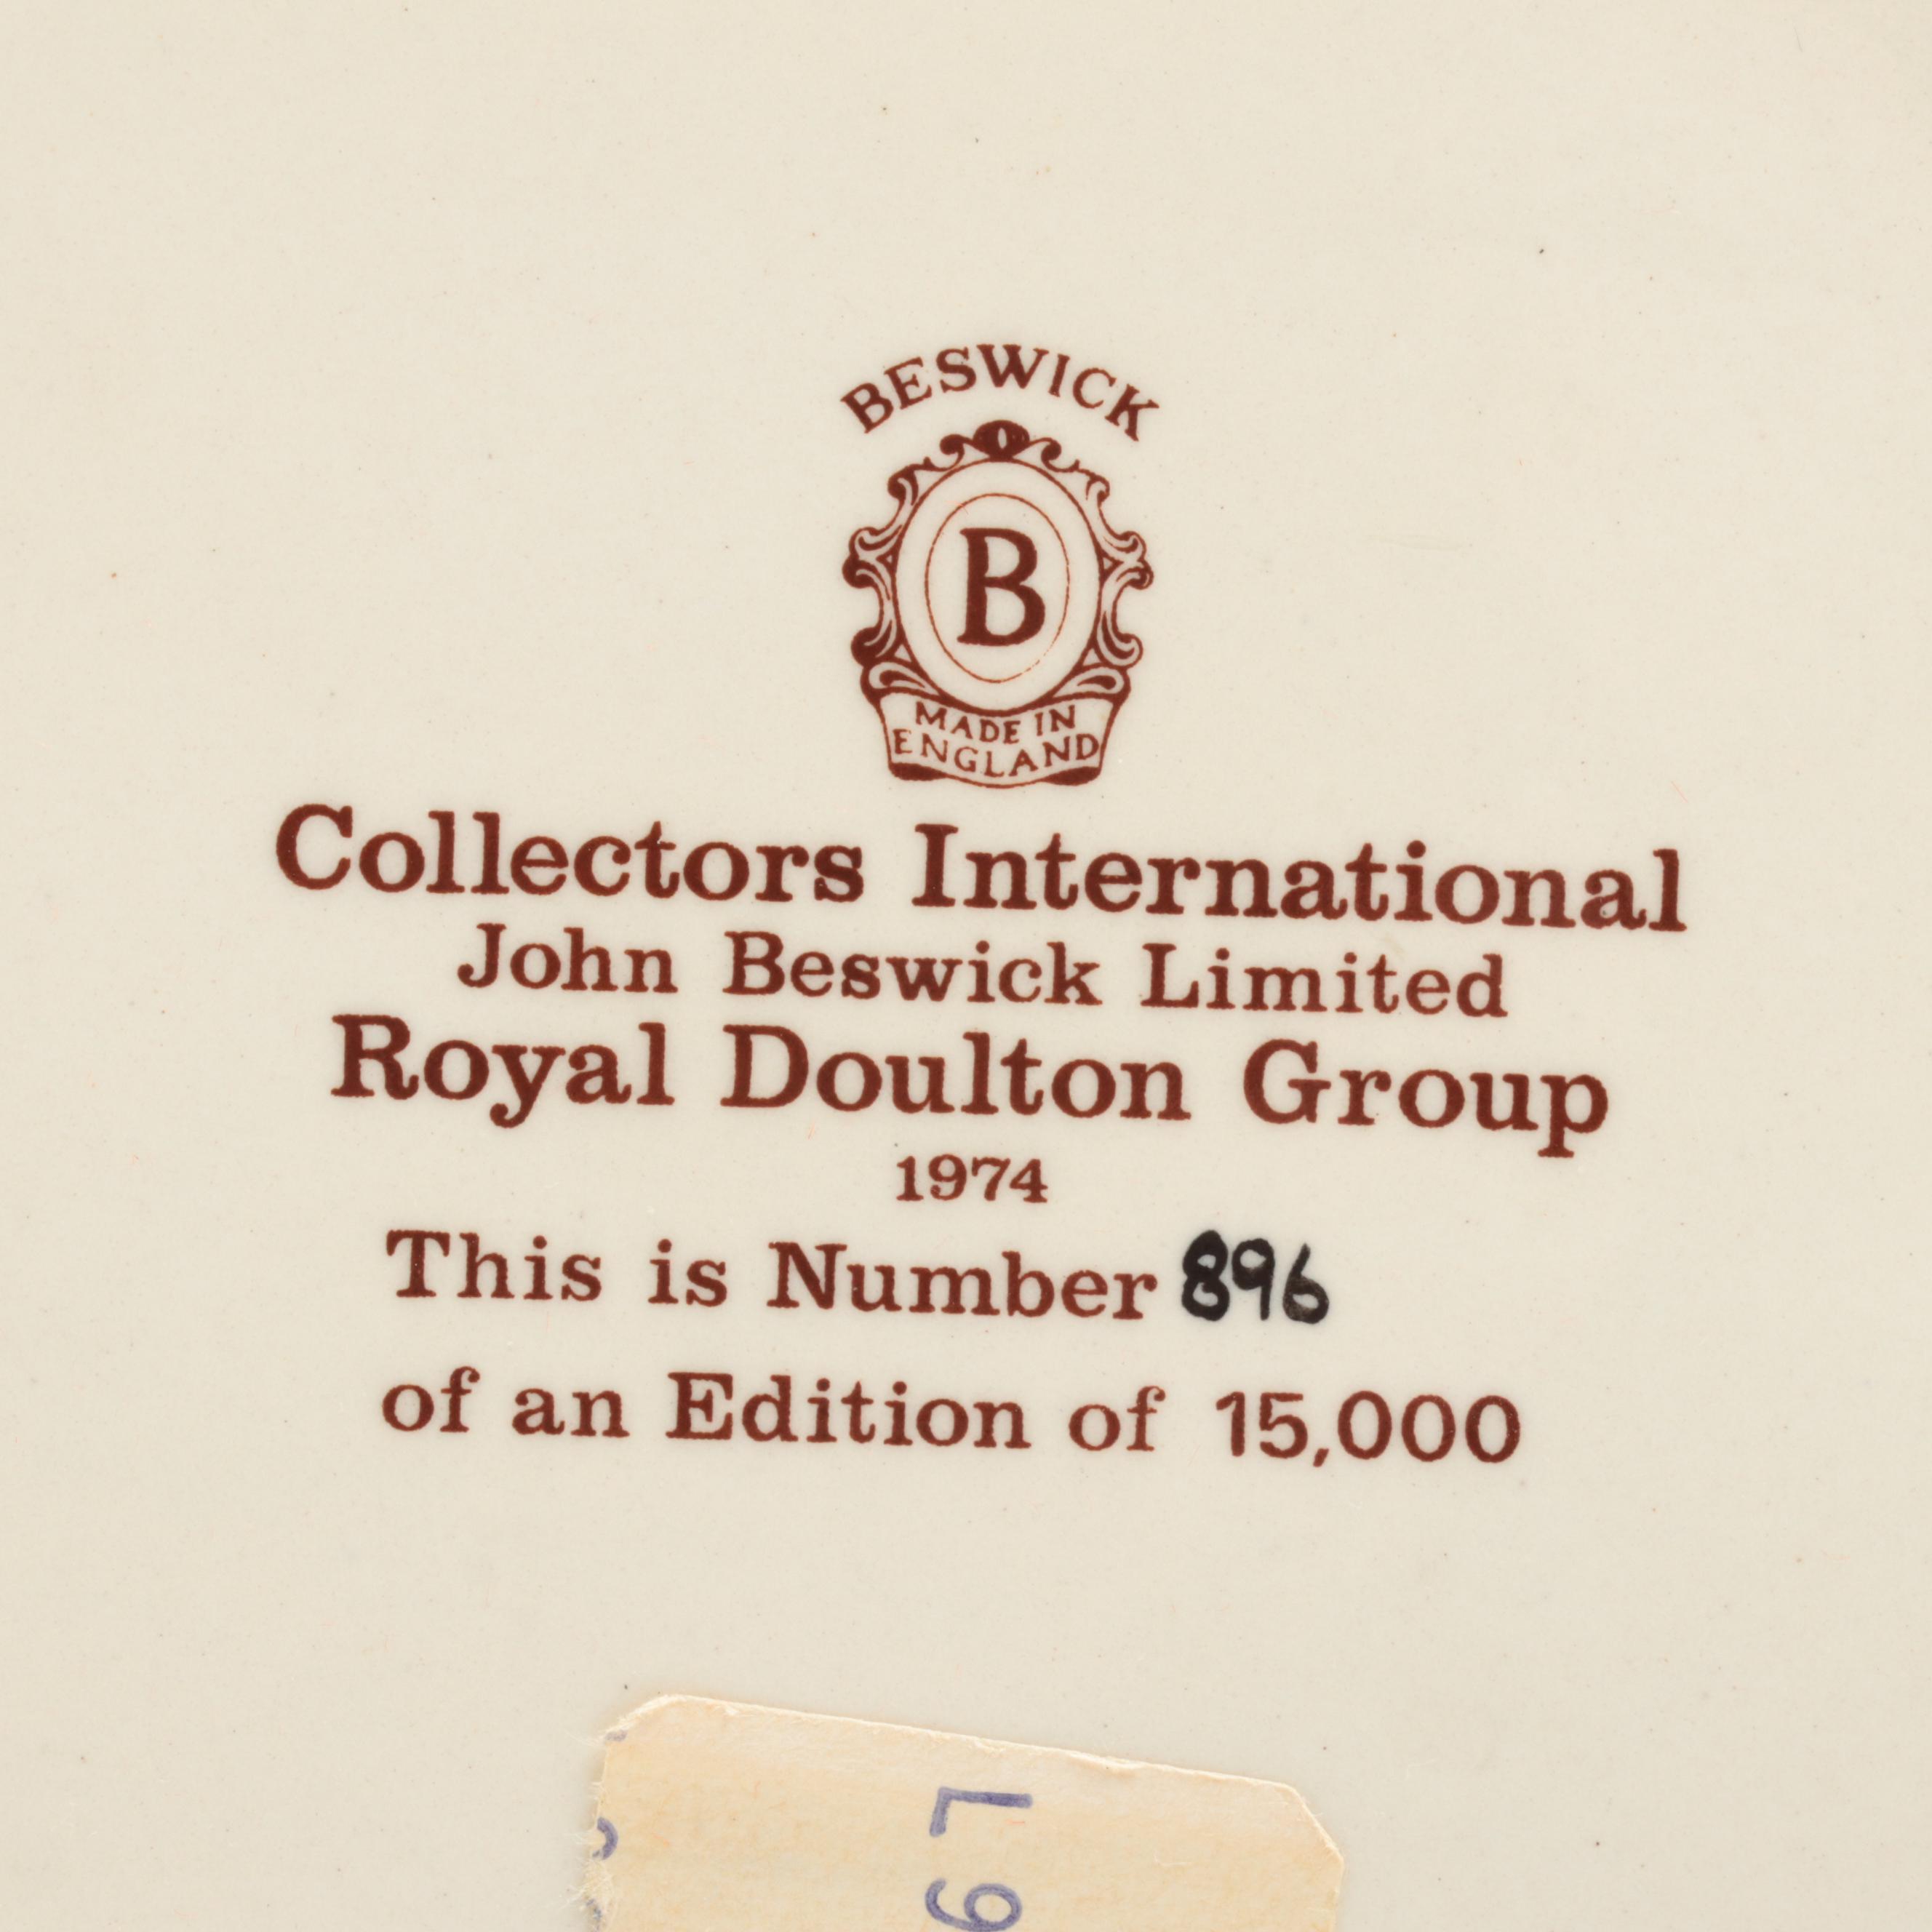 BESWICK
B
MADE IN
ENGLAND
Collectors International
John Beswick Limited
Royal Doulton Group
1974
This is Number 896
of an Edition of 15,000